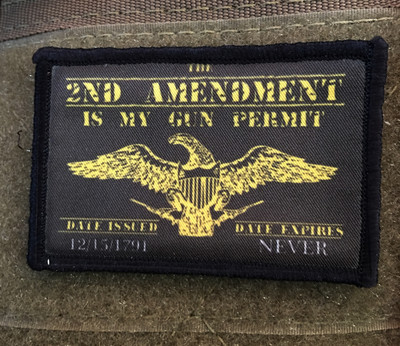 THE
2ND AMENDMENT
IS MY GUN PERMIT
DATE ISSUED DATE EXPIRES
12/15/1791 NEVER